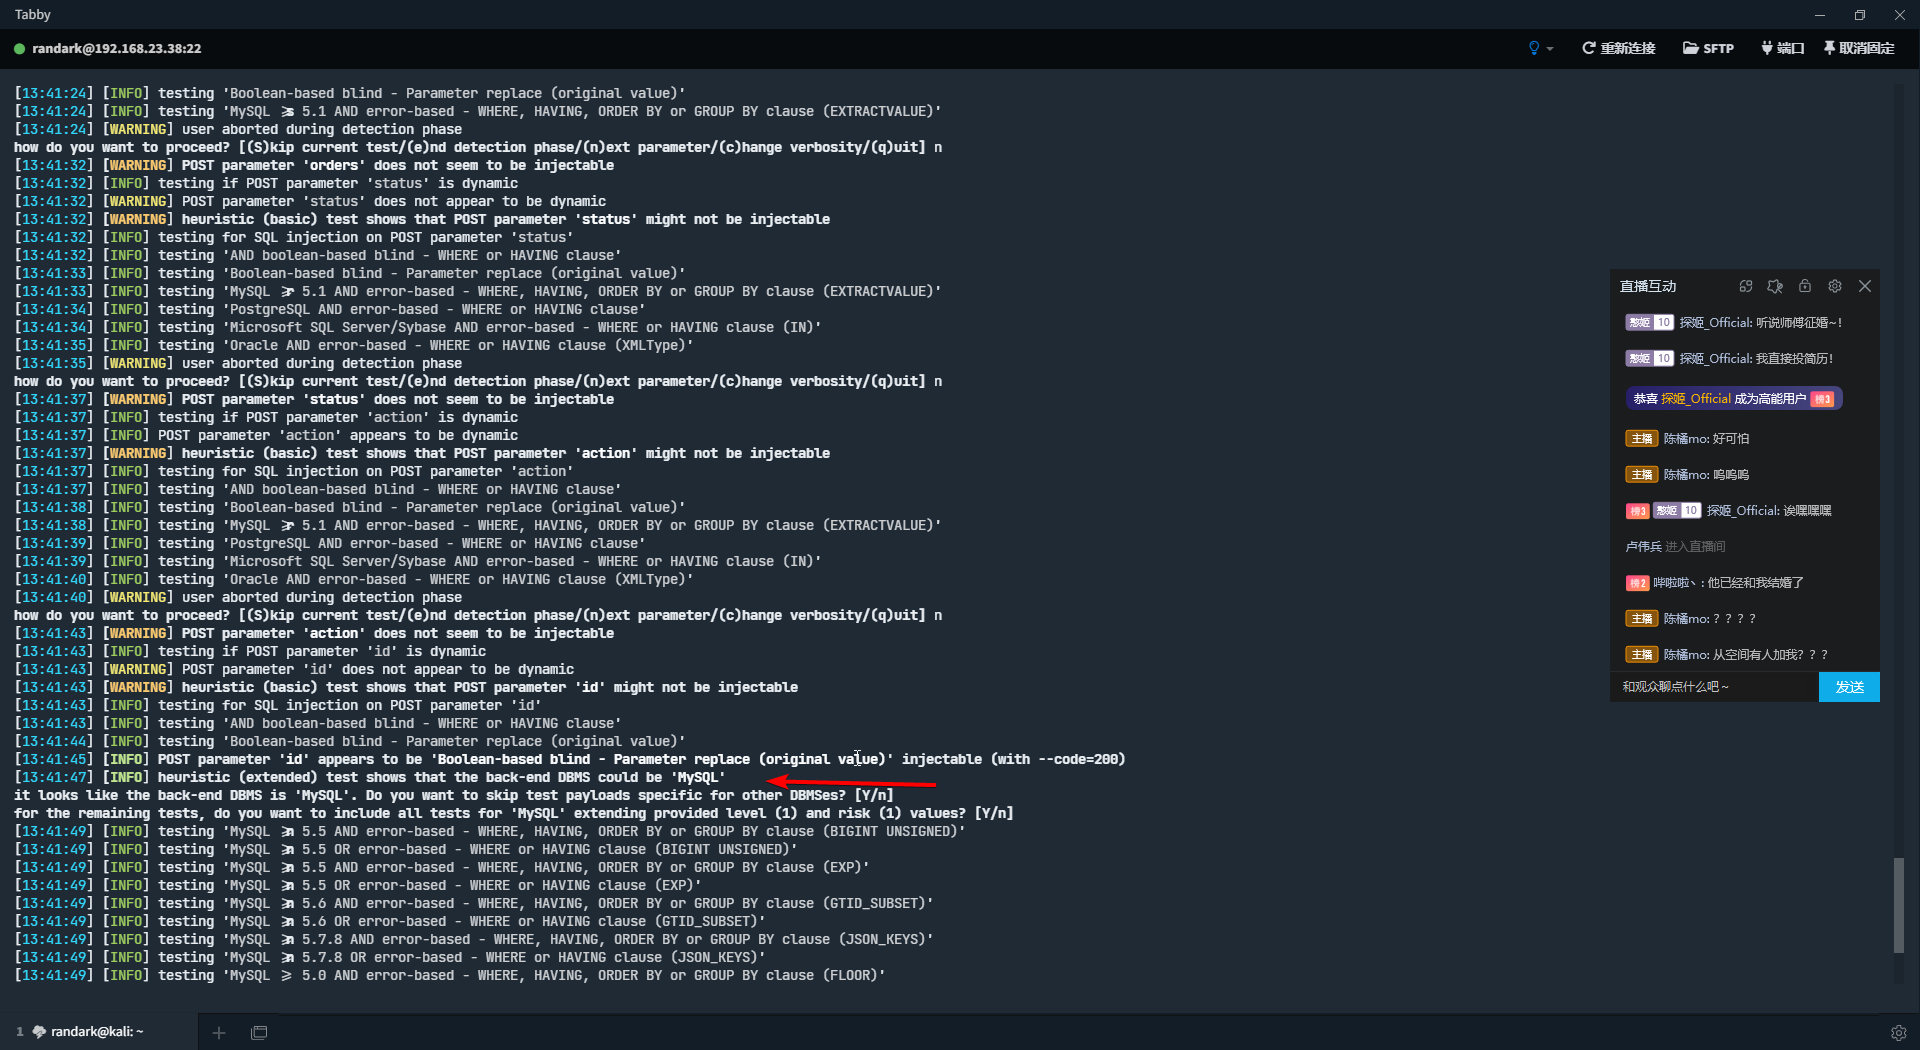 Tabby
randark@192.168.23.38:22
重新连接 SFTP 端口 取消固定
[13:41:24] [INFO] testing 'Boolean-based blind - Parameter replace (original value)'
[13:41:24] [INFO] testing 'MySQL ≥ 5.1 AND error-based - WHERE, HAVING, ORDER BY or GROUP BY clause (EXTRACTVALUE)'
[13:41:24] [WARNING] user aborted during detection phase
how do you want to proceed? [(S)kip current test/(e)nd detection phase/(n)ext parameter/(c)hange verbosity/(q)uit] n
[13:41:32] [WARNING] POST parameter 'orders' does not seem to be injectable
[13:41:32] [INFO] testing if POST parameter 'status' is dynamic
[13:41:32] [WARNING] POST parameter 'status' does not appear to be dynamic
[13:41:32] [WARNING] heuristic (basic) test shows that POST parameter 'status' might not be injectable
[13:41:32] [INFO] testing for SQL injection on POST parameter 'status'
[13:41:32] [INFO] testing 'AND boolean-based blind - WHERE or HAVING clause'
[13:41:33] [INFO] testing 'Boolean-based blind - Parameter replace (original value)'
[13:41:33] [INFO] testing 'MySQL ≥ 5.1 AND error-based - WHERE, HAVING, ORDER BY or GROUP BY clause (EXTRACTVALUE)'
[13:41:34] [INFO] testing 'PostgreSQL AND error-based - WHERE or HAVING clause'
[13:41:34] [INFO] testing 'Microsoft SQL Server/Sybase AND error-based - WHERE or HAVING clause (IN)'
[13:41:35] [INFO] testing 'Oracle AND error-based - WHERE or HAVING clause (XMLType)'
[13:41:35] [WARNING] user aborted during detection phase
how do you want to proceed? [(S)kip current test/(e)nd detection phase/(n)ext parameter/(c)hange verbosity/(q)uit] n
[13:41:37] [WARNING] POST parameter 'status' does not seem to be injectable
[13:41:37] [INFO] testing if POST parameter 'action' is dynamic
[13:41:37] [INFO] POST parameter 'action' appears to be dynamic
[13:41:37] [WARNING] heuristic (basic) test shows that POST parameter 'action' might not be injectable
[13:41:37] [INFO] testing for SQL injection on POST parameter 'action'
[13:41:37] [INFO] testing 'AND boolean-based blind - WHERE or HAVING clause'
[13:41:38] [INFO] testing 'Boolean-based blind - Parameter replace (original value)'
[13:41:38] [INFO] testing 'MySQL ≥ 5.1 AND error-based - WHERE, HAVING, ORDER BY or GROUP BY clause (EXTRACTVALUE)'
[13:41:39] [INFO] testing 'PostgreSQL AND error-based - WHERE or HAVING clause'
[13:41:39] [INFO] testing 'Microsoft SQL Server/Sybase AND error-based - WHERE or HAVING clause (IN)'
[13:41:40] [INFO] testing 'Oracle AND error-based - WHERE or HAVING clause (XMLType)'
[13:41:40] [WARNING] user aborted during detection phase
how do you want to proceed? [(S)kip current test/(e)nd detection phase/(n)ext parameter/(c)hange verbosity/(q)uit] n
[13:41:43] [WARNING] POST parameter 'action' does not seem to be injectable
[13:41:43] [INFO] testing if POST parameter 'id' is dynamic
[13:41:43] [WARNING] POST parameter 'id' does not appear to be dynamic
[13:41:43] [WARNING] heuristic (basic) test shows that POST parameter 'id' might not be injectable
[13:41:43] [INFO] testing for SQL injection on POST parameter 'id'
[13:41:43] [INFO] testing 'AND boolean-based blind - WHERE or HAVING clause'
[13:41:44] [INFO] testing 'Boolean-based blind - Parameter replace (original value)'
[13:41:45] [INFO] POST parameter 'id' appears to be 'Boolean-based blind - Parameter replace (original value)' injectable (with --code=200)
[13:41:47] [INFO] heuristic (extended) test shows that the back-end DBMS could be 'MySQL'
it looks like the back-end DBMS is 'MySQL'. Do you want to skip test payloads specific for other DBMSes? [Y/n]
for the remaining tests, do you want to include all tests for 'MySQL' extending provided level (1) and risk (1) values? [Y/n]
[13:41:49] [INFO] testing 'MySQL ≥ 5.5 AND error-based - WHERE, HAVING, ORDER BY or GROUP BY clause (BIGINT UNSIGNED)'
[13:41:49] [INFO] testing 'MySQL ≥ 5.5 OR error-based - WHERE or HAVING clause (BIGINT UNSIGNED)'
[13:41:49] [INFO] testing 'MySQL ≥ 5.5 AND error-based - WHERE, HAVING, ORDER BY or GROUP BY clause (EXP)'
[13:41:49] [INFO] testing 'MySQL ≥ 5.5 OR error-based - WHERE or HAVING clause (EXP)'
[13:41:49] [INFO] testing 'MySQL ≥ 5.6 AND error-based - WHERE, HAVING, ORDER BY or GROUP BY clause (GTID_SUBSET)'
[13:41:49] [INFO] testing 'MySQL ≥ 5.6 OR error-based - WHERE or HAVING clause (GTID_SUBSET)'
[13:41:49] [INFO] testing 'MySQL ≥ 5.7.8 AND error-based - WHERE, HAVING, ORDER BY or GROUP BY clause (JSON_KEYS)'
[13:41:49] [INFO] testing 'MySQL ≥ 5.7.8 OR error-based - WHERE or HAVING clause (JSON_KEYS)'
[13:41:49] [INFO] testing 'MySQL ≥ 5.0 AND error-based - WHERE, HAVING, ORDER BY or GROUP BY clause (FLOOR)'
直播互动
憨姬 10 探姬_Official: 听说师傅征婚~!
憨姬 10 探姬_Official: 我直接投简历!
恭喜 探姬_Official 成为高能用户 榜3
主播 陈橘mo: 好可怕
主播 陈橘mo: 呜呜呜
榜3 憨姬 10 探姬_Official: 诶嘿嘿嘿
卢伟兵 进入直播间
榜2 哗啦啦丶: 他已经和我结婚了
主播 陈橘mo: ？？？？
主播 陈橘mo: 从空间有人加我？？？
和观众聊点什么吧~
发送
1 randark@kali: ~